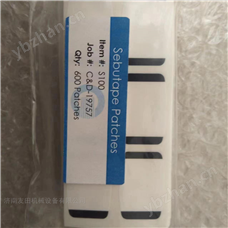 Sebutape Patches
Item #: S100
Job #: C&D-19757
Qty: 600 Patches